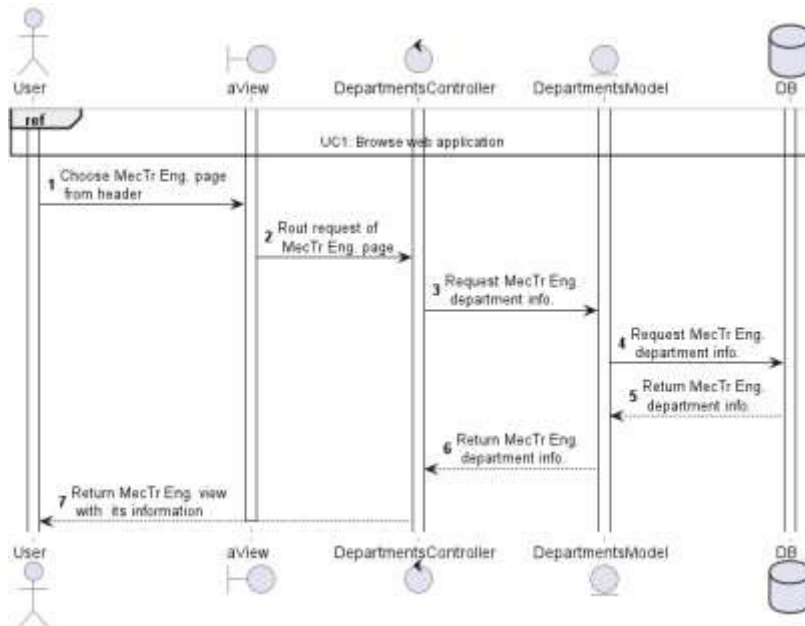 User
aView
DepartmentsController
DepartmentsModel
DB
ref
UC1: Browse web application
1 Choose MecTr Eng. page
from header
2 Rout request of
MecTr Eng. page
3 Request MecTr Eng.
department info.
4 Request MecTr Eng.
department info.
5 Return MecTr Eng.
department info.
6 Return MecTr Eng.
department info.
7 Return MecTr Eng. view
with its information
User
aView
DepartmentsController
DepartmentsModel
DB